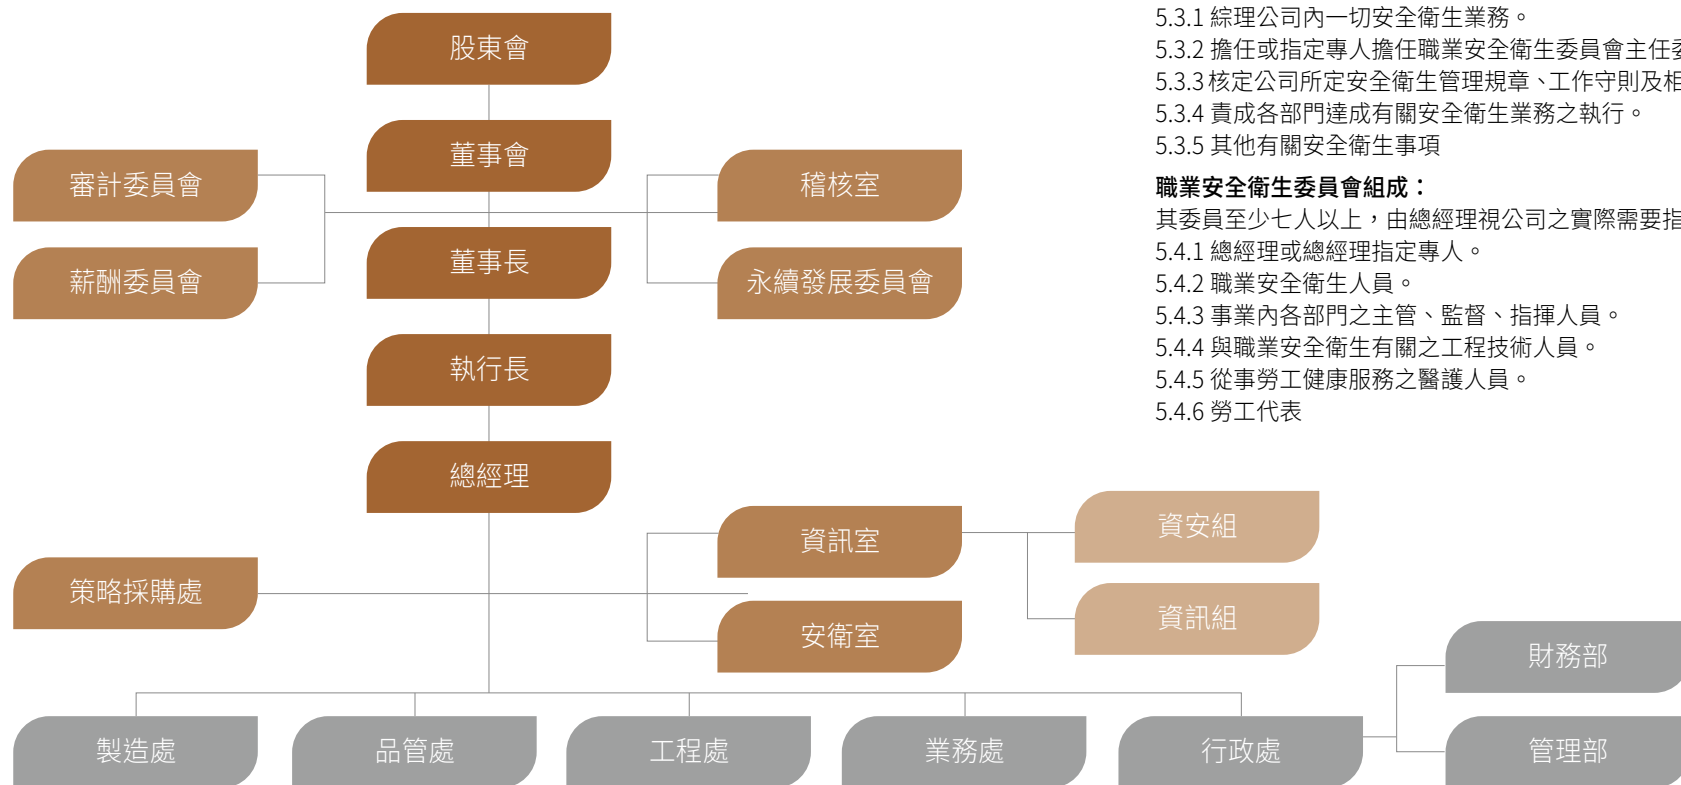 股東會
董事會
審計委員會
稽核室
董事長
薪酬委員會
永續發展委員會
執行長
總經理
資訊室
資安組
策略採購處
資訊組
安衛室
財務部
製造處
品管處
工程處
業務處
行政處
管理部
5.3.1 綜理公司內一切安全衛生業務。
5.3.2 擔任或指定專人擔任職業安全衛生委員會主任
5.3.3 核定公司所定安全衛生管理規章、工作守則及相
5.3.4 責成各部門達成有關安全衛生業務之執行。
5.3.5 其他有關安全衛生事項
職業安全衛生委員會組成：
其委員至少七人以上，由總經理視公司之實際需要指
5.4.1 總經理或總經理指定專人。
5.4.2 職業安全衛生人員。
5.4.3 事業內各部門之主管、監督、指揮人員。
5.4.4 與職業安全衛生有關之工程技術人員。
5.4.5 從事勞工健康服務之醫護人員。
5.4.6 勞工代表